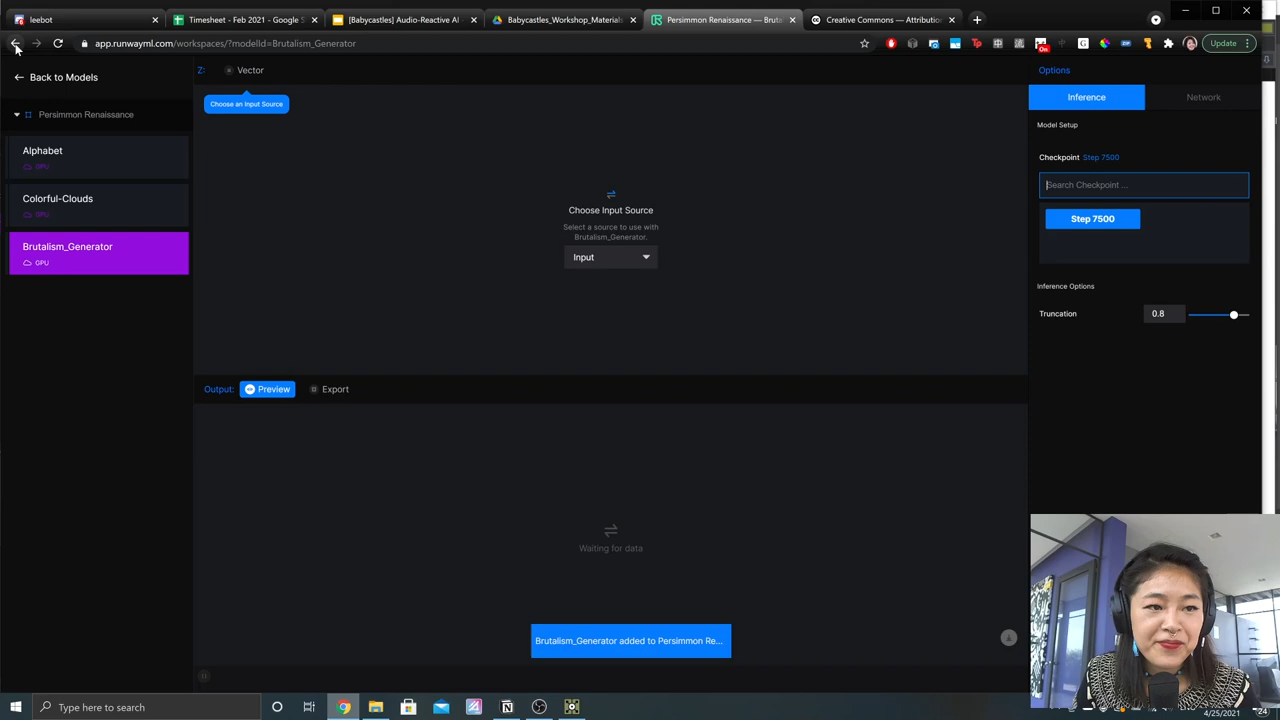 leebot
Timesheet - Feb 2021 - Google S
[Babycastles] Audio-Reactive AI
Babycastles_Workshop_Materials
Persimmon Renaissance — Bruta
Creative Commons — Attribution
app.runwayml.com/workspaces/?modelId=Brutalism_Generator
On
Update
Back to Models
Z:
Vector
Options
Choose an Input Source
Inference
Network
Persimmon Renaissance
Model Setup
Alphabet
GPU
Checkpoint Step 7500
Search Checkpoint ...
Colorful-Clouds
GPU
Choose Input Source
Select a source to use with
Brutalism_Generator.
Step 7500
Brutalism_Generator
GPU
Input
Inference Options
Truncation
0.8
Output:
Preview
Export
Waiting for data
Brutalism_Generator added to Persimmon Re...
Type here to search
4/25/2021
24